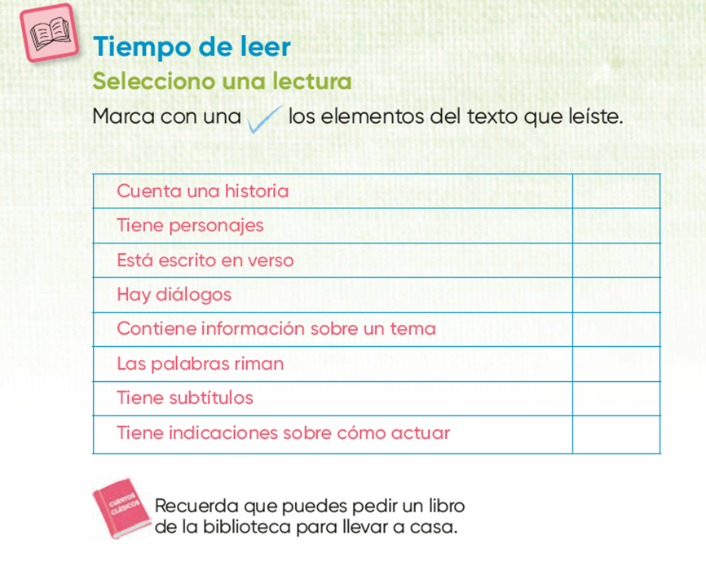 Tiempo de leer
Selecciono una lectura
Marca con una los elementos del texto que leíste.
Cuenta una historia
Tiene personajes
Está escrito en verso
Hay diálogos
Contiene información sobre un tema
Las palabras riman
Tiene subtítulos
Tiene indicaciones sobre cómo actuar
CUENTOS
CLÁSICOS
Recuerda que puedes pedir un libro
de la biblioteca para llevar a casa.